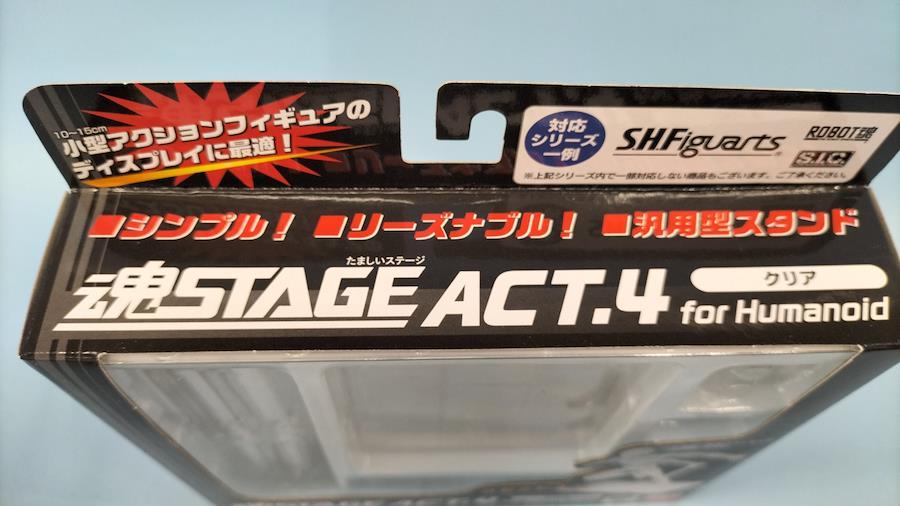 10-15cm
小型アクションフィギュアの
ディスプレイに最適！
対応
シリーズ
一例
S.H.Figuarts
ROBOT魂
S.I.C.
※上記シリーズ内で一部対応しない商品もございます。ご了承ください。
■シンプル！ ■リーズナブル！ ■汎用型スタンド
たましいステージ
魂STAGE ACT.4
クリア
for Humanoid